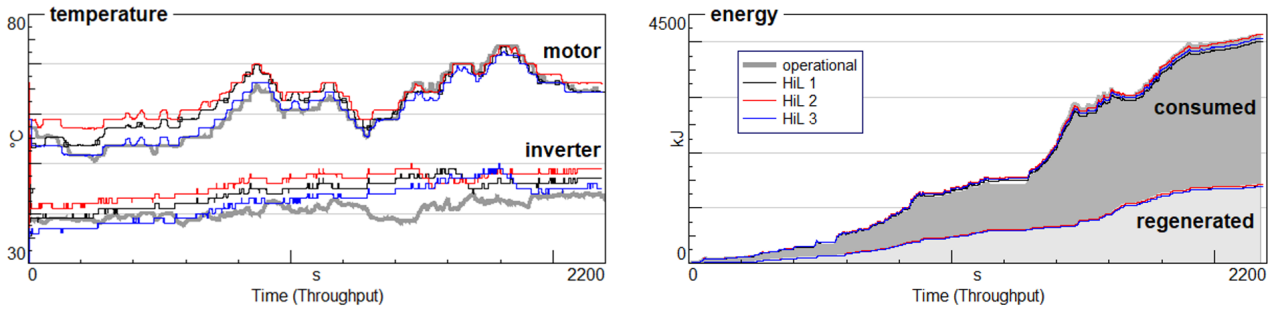 temperature
80
motor
°C
inverter
30
0
s
2200
Time (Throughput)
energy
4500
operational
HiL 1
HiL 2
HiL 3
consumed
kJ
regenerated
0
0
s
2200
Time (Throughput)